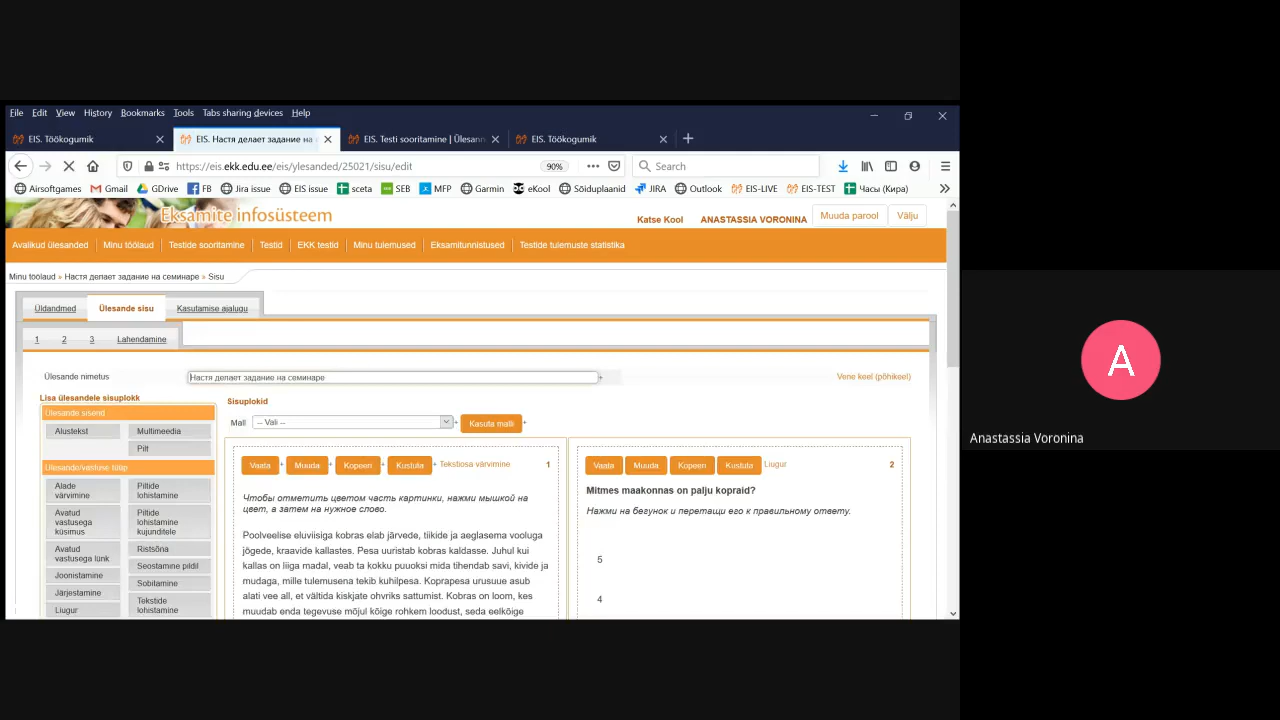 File Edit View History Bookmarks Tools Tabs sharing devices Help
EIS. Töökogumik
EIS. Настя делает задание на
EIS. Testi sooritamine | Ülesann
EIS. Töökogumik
https://eis.ekk.edu.ee/eis/ylesanded/25021/sisu/edit
90%
Search
Airsoftgames Gmail GDrive FB Jira issue EIS issue sceta SEB MFP Garmin eKool Sõiduplaanid JIRA Outlook EIS-LIVE EIS-TEST Часы (Кира)
Eksamite infosüsteem
Katse Kool ANASTASSIA VORONINA Muuda parool Välju
Avalikud ülesanded Minu töölaud Testide sooritamine Testid EKK testid Minu tulemused Eksamitunnistused Testide tulemuste statistika
Minu töölaud » Настя делает задание на семинаре » Sisu
Üldandmed Ülesande sisu Kasutamise ajalugu
1 2 3 Lahendamine
Ülesande nimetus
Настя делает задание на семинаре
Vene keel (põhikeel)
Lisa ülesandele sisuplokk
Ülesande sisend
Alustekst
Multimeedia
Pilt
Ülesande/vastuse tüüp
Alade värvimine
Piltide lohistamine
Avatud vastusega küsimus
Piltide lohistamine kujunditele
Avatud vastusega lünk
Ristsõna
Seostamine pildil
Joonistamine
Sobitamine
Järjestamine
Tekstide lohistamine
Liugur
Sisuplokid
Mall -- Vali -- Kasuta malli
Vaata Muuda Kopeeri Kustuta Tekstiosa värvimine 1
Чтобы отметить цветом часть картинки, нажми мышкой на
цвет, а затем на нужное слово.
Poolveelise eluviisiga kobras elab järvede, tiikide ja aeglasema vooluga
jõgede, kraavide kallastes. Pesa uuristab kobras kaldasse. Juhul kui
kallas on liiga madal, veab ta kokku puuoksi mida tihendab savi, kivide ja
mudaga, mille tulemusena tekib kuhilpesa. Koprapesa urusuue asub
alati vee all, et vältida kiskjate ohvriks sattumist. Kobras on loom, kes
muudab enda tegevuse mõjul kõige rohkem loodust, seda eelkõige
Vaata Muuda Kopeeri Kustuta Liugur 2
Mitmes maakonnas on palju kopraid?
Нажми на бегунок и перетащи его к правильному ответу.
5
4
A
Anastassia Voronina